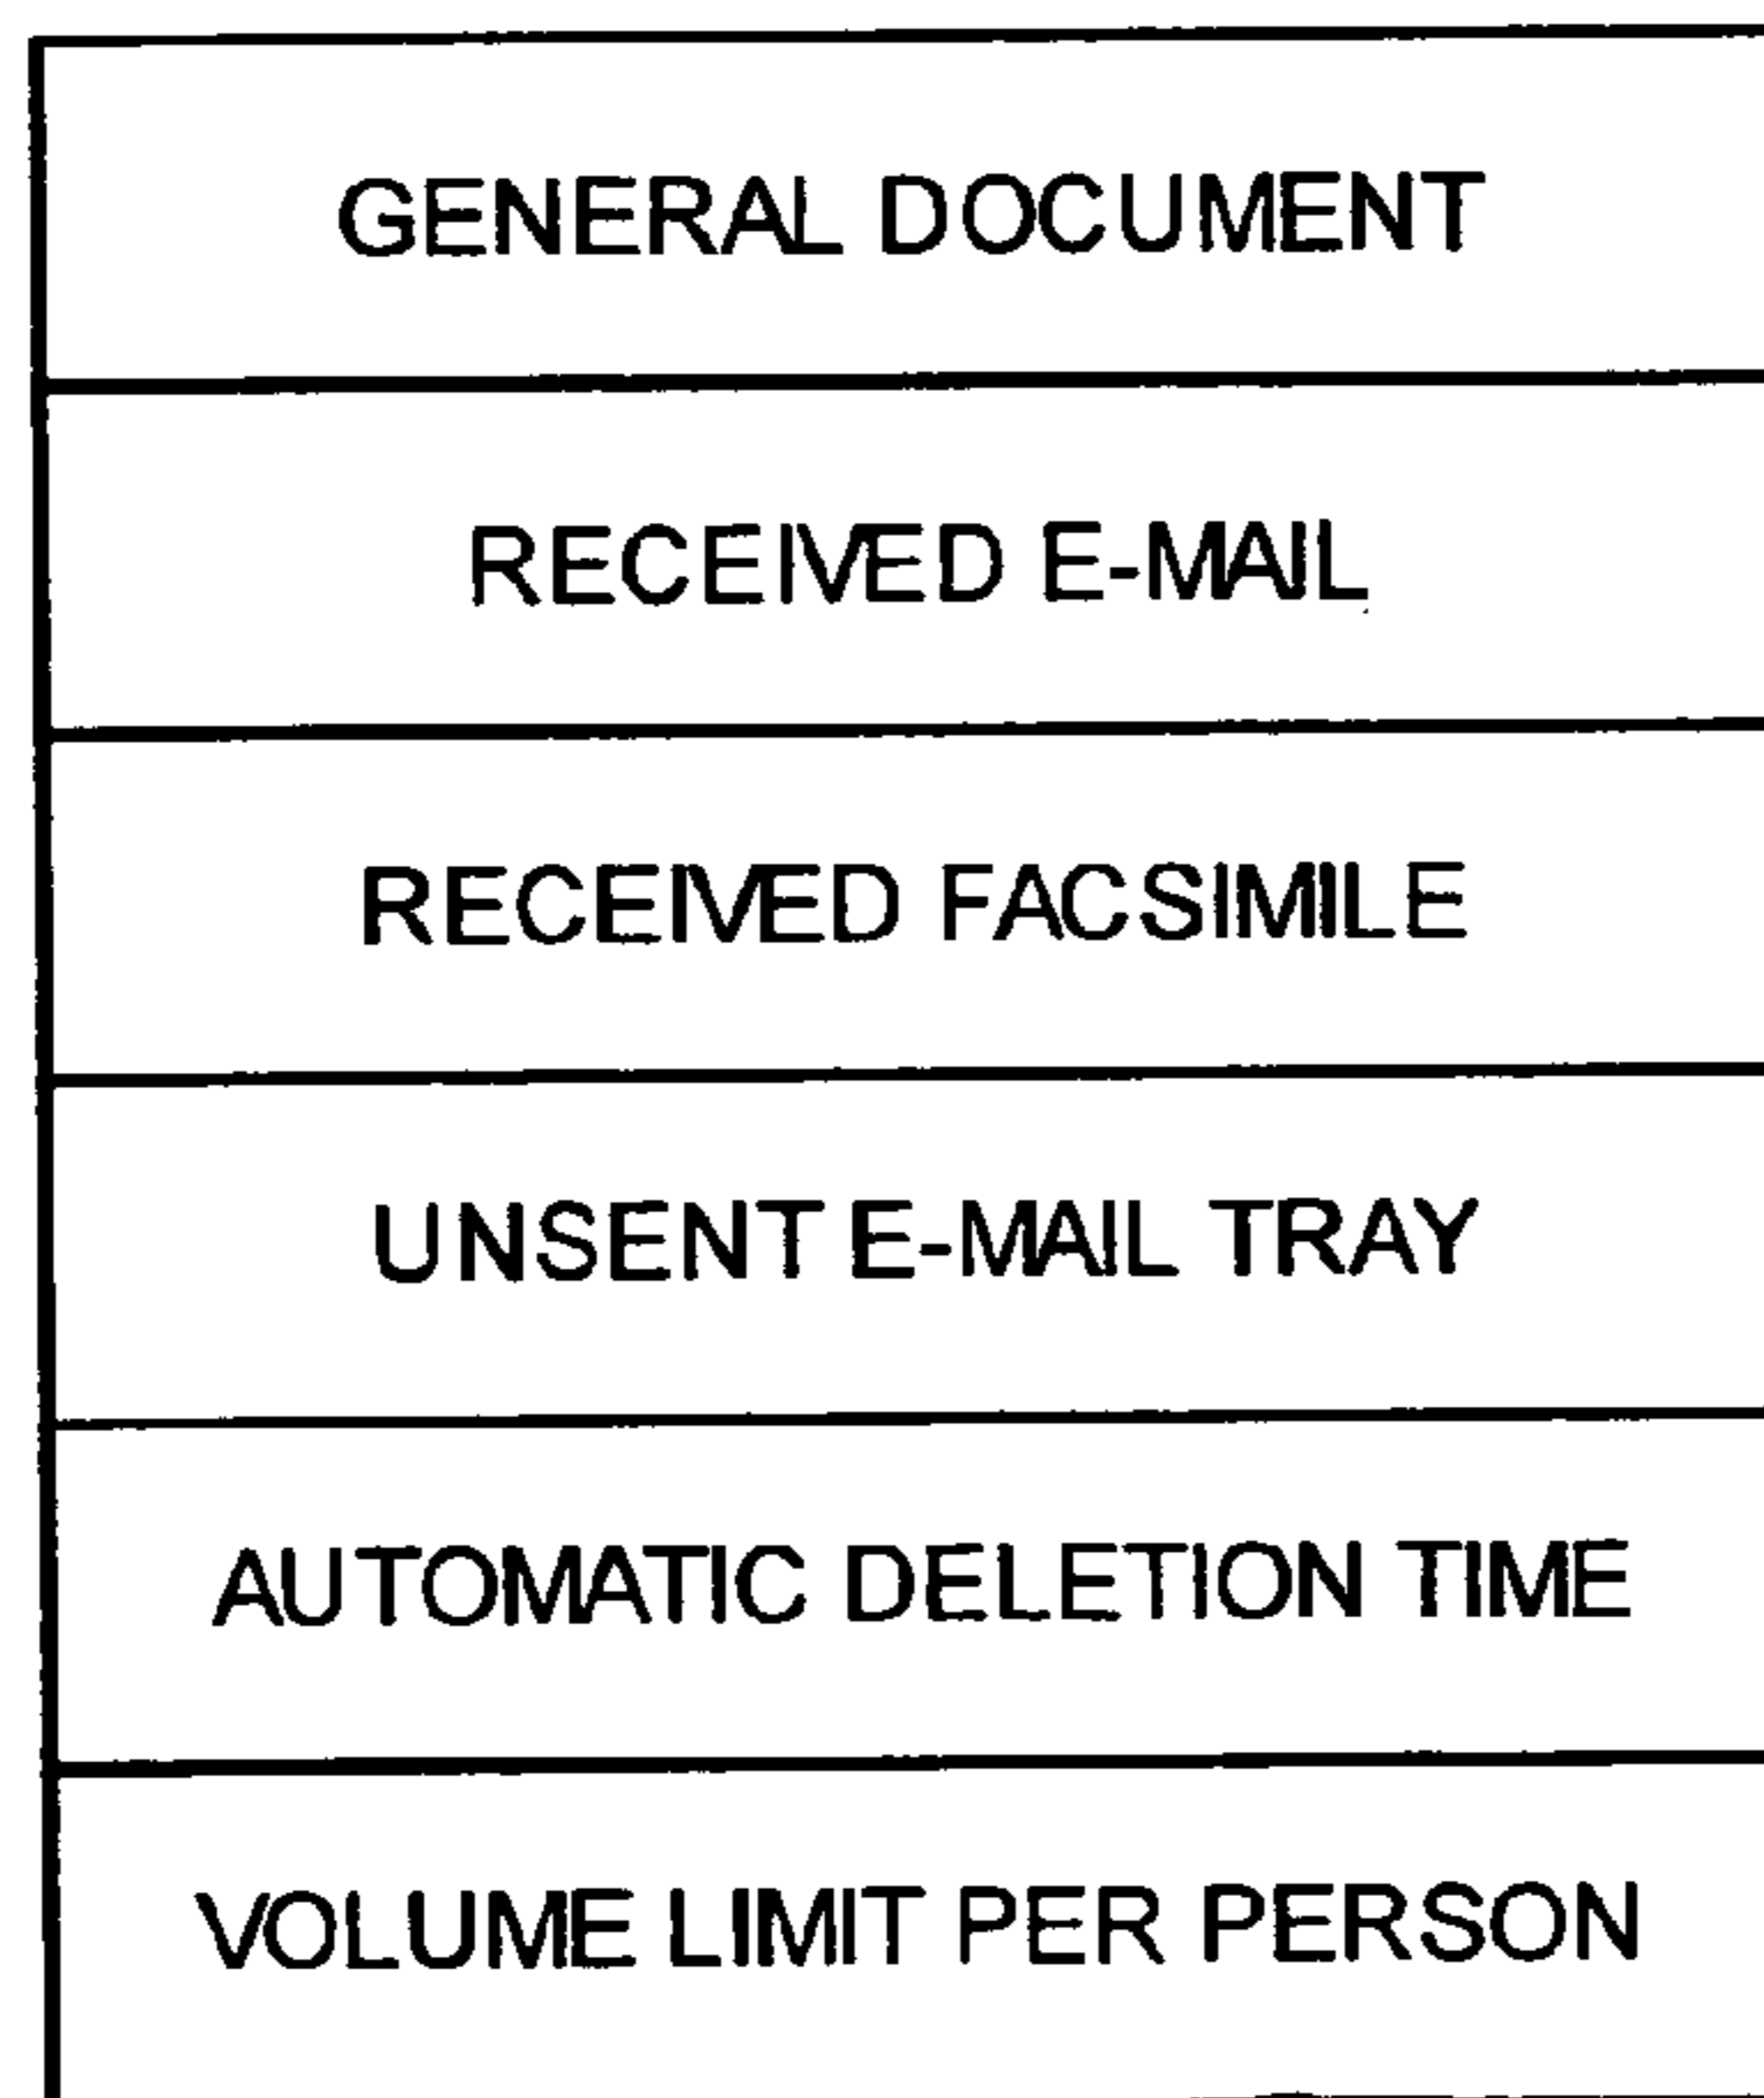 GENERAL DOCUMENT
RECEIVED E-MAIL
RECEIVED FACSIMILE
UNSENT E-MAIL TRAY
AUTOMATIC DELETION TIME
VOLUME LIMIT PER PERSON